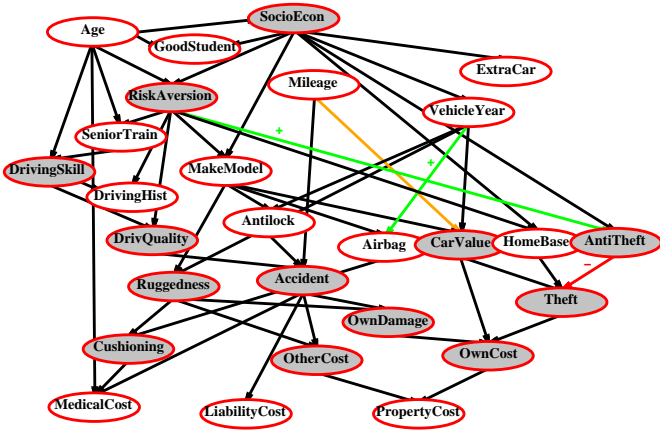 SocioEcon
Age
GoodStudent
ExtraCar
Mileage
RiskAversion
VehicleYear
+
SeniorTrain
+
DrivingSkill
MakeModel
DrivingHist
Antilock
DrivQuality
Airbag
CarValue
HomeBase
AntiTheft
−
Ruggedness
Accident
Theft
OwnDamage
Cushioning
OtherCost
OwnCost
MedicalCost
LiabilityCost
PropertyCost